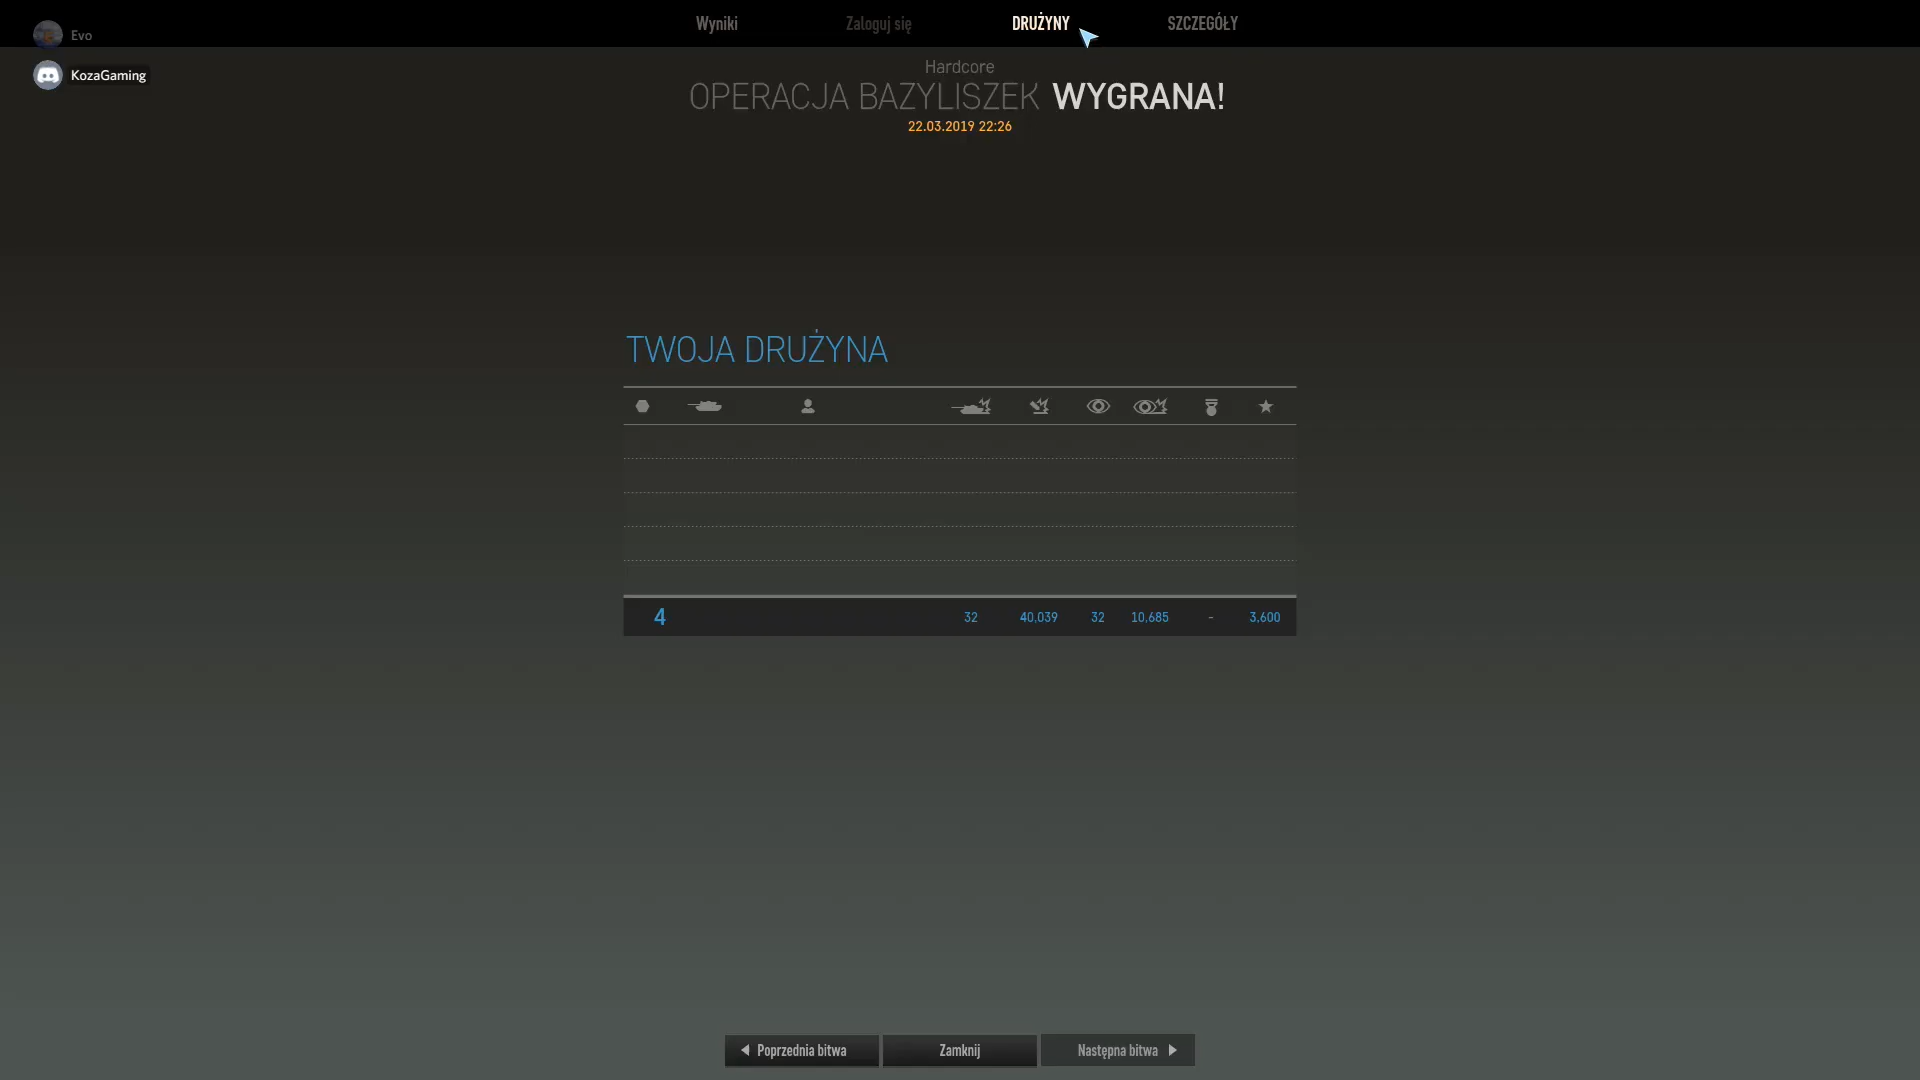 Wyniki Zaloguj się DRUŻYNY SZCZEGÓŁY
Evo
KozaGaming
Hardcore
OPERACJA BAZYLISZEK WYGRANA!
22.03.2019 22:26
TWOJA DRUŻYNA
4 32 40,039 32 10,685 - 3,600
Poprzednia bitwa Zamknij Następna bitwa